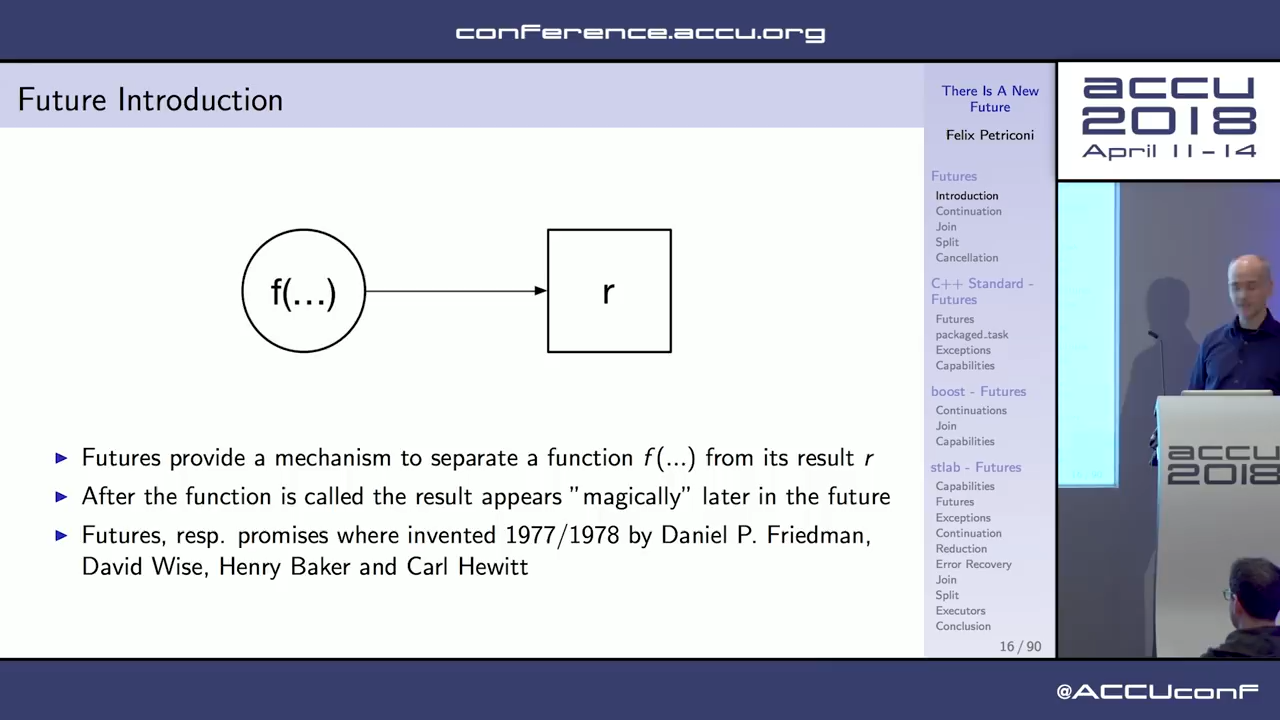 conference.accu.org
Future Introduction
f(...)
r
▶ Futures provide a mechanism to separate a function f(...) from its result r
▶ After the function is called the result appears "magically" later in the future
▶ Futures, resp. promises where invented 1977/1978 by Daniel P. Friedman,
David Wise, Henry Baker and Carl Hewitt
There Is A New
Future
Felix Petriconi
Futures
Introduction
Continuation
Join
Split
Cancellation
C++ Standard -
Futures
Futures
packaged_task
Exceptions
Capabilities
boost - Futures
Continuations
Join
Capabilities
stlab - Futures
Capabilities
Futures
Exceptions
Continuation
Reduction
Error Recovery
Join
Split
Executors
Conclusion
16 / 90
accu
2018
April 11-14
accu
2018
@ACCUconf